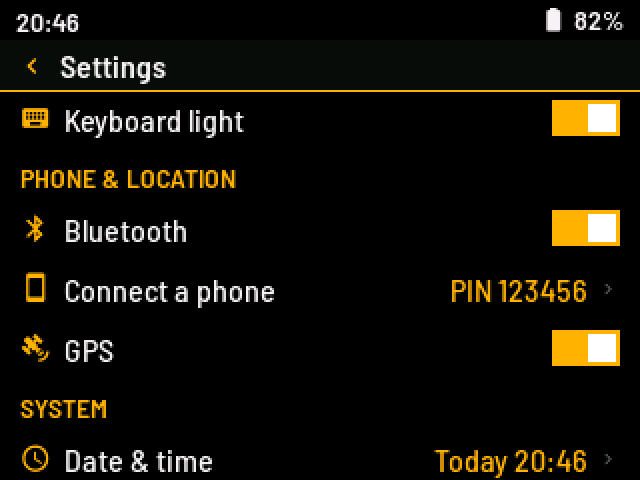 20:46 82%
Settings
Keyboard light
PHONE & LOCATION
Bluetooth
Connect a phone PIN 123456
GPS
SYSTEM
Date & time Today 20:46